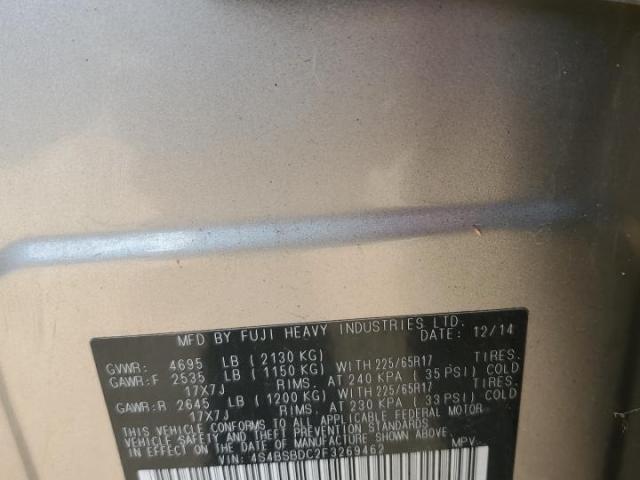 MFD BY FUJI HEAVY INDUSTRIES LTD.
DATE: 12/14
GVWR: 4695 LB (2130 KG)
GAWR:F 2535 LB (1150 KG) WITH 225/65R17 TIRES.
17X7J RIMS, AT 240 KPA (35 PSI) COLD
GAWR:R 2645 LB (1200 KG) WITH 225/65R17 TIRES.
17X7J RIMS, AT 230 KPA (33 PSI) COLD
THIS VEHICLE CONFORMS TO ALL APPLICABLE FEDERAL MOTOR
VEHICLE SAFETY, BUMPER, AND THEFT PREVENTION STANDARDS IN
EFFECT ON THE DATE OF MANUFACTURE SHOWN ABOVE.
VIN: 4S4BSBDC2F3269462 MPV